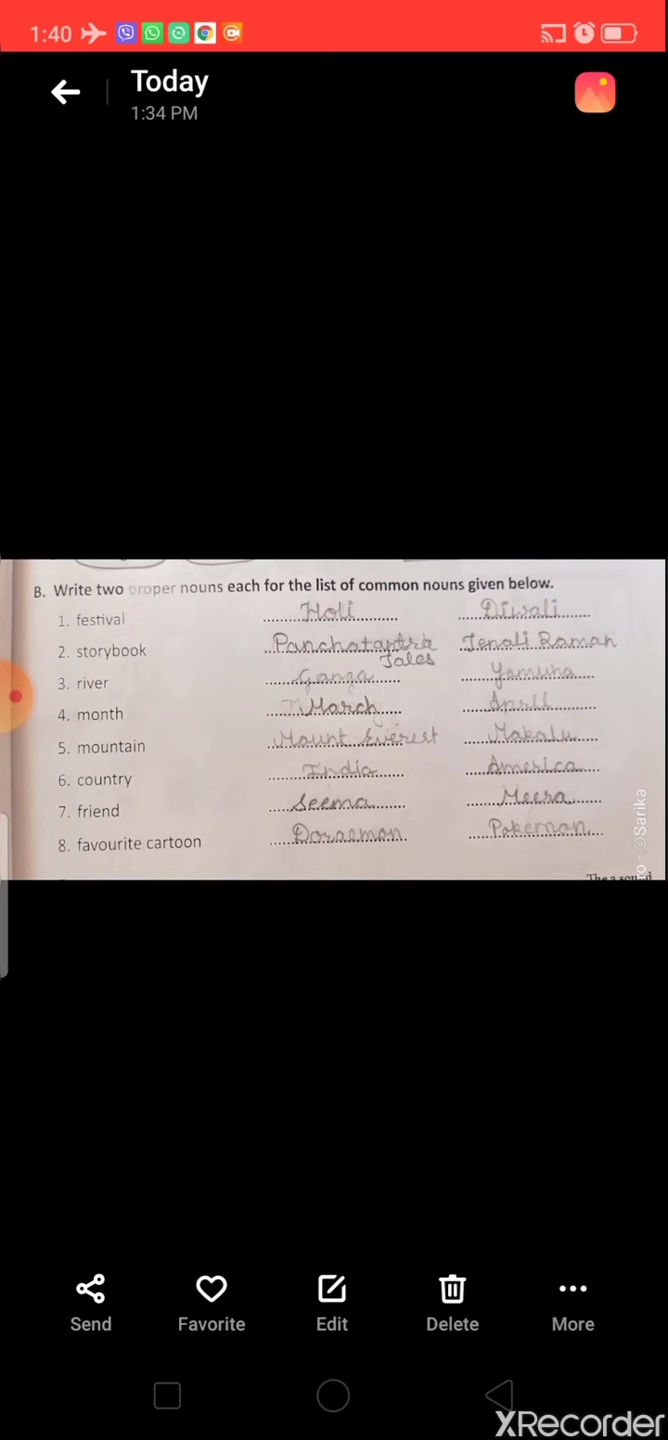 1:40
Today
1:34 PM
B. Write two proper nouns each for the list of common nouns given below.
1. festival Holi Diwali
2. storybook Panchatantra Tales Tenali Raman
3. river Ganga Yamuna
4. month March April
5. mountain Mount Everest Makalu
6. country India America
7. friend Seema Meera
8. favourite cartoon Doraemon Pokemon
©Sarika
Send Favorite Edit Delete More
XRecorder